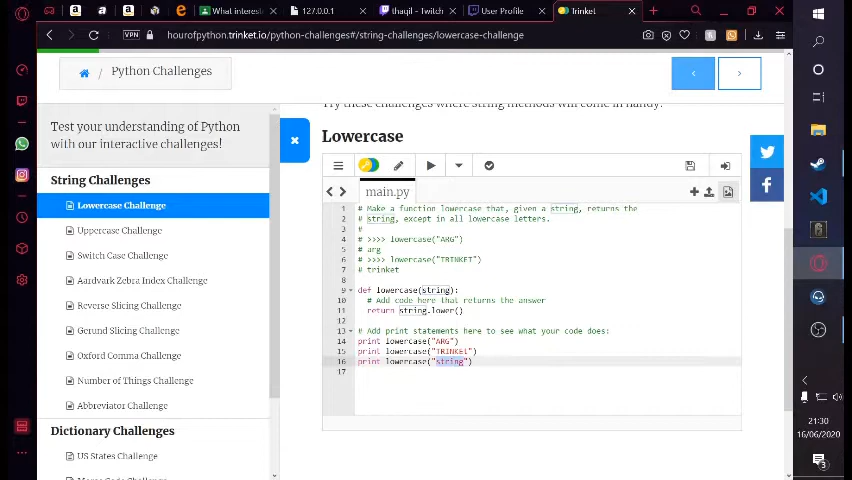 What interes
127.0.0.1
thaqil - Twitch
User Profile
Trinket
VPN
hourofpython.trinket.io/python-challenges#/string-challenges/lowercase-challenge
/ Python Challenges
Test your understanding of Python
with our interactive challenges!
String Challenges
Lowercase Challenge
Uppercase Challenge
Switch Case Challenge
Aardvark Zebra Index Challenge
Reverse Slicing Challenge
Gerund Slicing Challenge
Oxford Comma Challenge
Number of Things Challenge
Abbreviator Challenge
Dictionary Challenges
US States Challenge
Morse Code Challenge
Try these challenges where string methods will come in handy!
Lowercase
main.py
1 # Make a function lowercase that, given a string, returns the
2 # string, except in all lowercase letters.
3 #
4 # >>>> lowercase("ARG")
5 # arg
6 # >>>> lowercase("TRINKET")
7 # trinket
8
9 def lowercase(string):
10 # Add code here that returns the answer
11 return string.lower()
12
13 # Add print statements here to see what your code does:
14 print lowercase("ARG")
15 print lowercase("TRINKET")
16 print lowercase("string")
17
21:30
16/06/2020
3